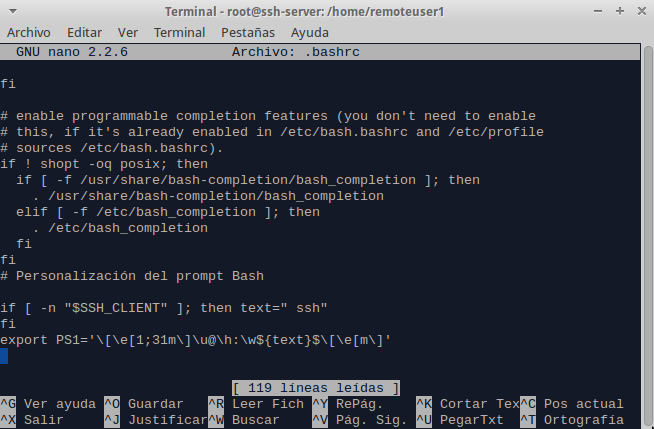 Terminal - root@ssh-server: /home/remoteuser1
Archivo Editar Ver Terminal Pestañas Ayuda
GNU nano 2.2.6 Archivo: .bashrc
fi
# enable programmable completion features (you don't need to enable
# this, if it's already enabled in /etc/bash.bashrc and /etc/profile
# sources /etc/bash.bashrc).
if ! shopt -oq posix; then
  if [ -f /usr/share/bash-completion/bash_completion ]; then
    . /usr/share/bash-completion/bash_completion
  elif [ -f /etc/bash_completion ]; then
    . /etc/bash_completion
  fi
fi
# Personalización del prompt Bash
if [ -n "$SSH_CLIENT" ]; then text=" ssh"
fi
export PS1='\[\e[1;31m\]\u@\h:\w${text}$\[\e[m\]'
[ 119 líneas leídas ]
^G Ver ayuda ^O Guardar ^R Leer Fich ^Y RePág. ^K Cortar Tex ^C Pos actual
^X Salir ^J Justificar ^W Buscar ^V Pág. Sig. ^U PegarTxt ^T Ortografía